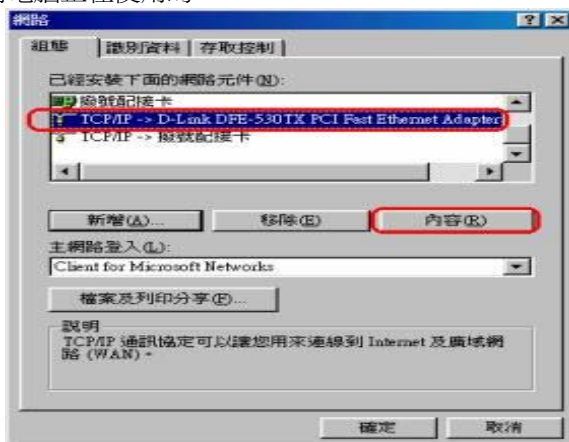 網路
組態 識別資料 存取控制
已經安裝下面的網路元件(N):
撥號配接卡
TCP/IP -> D-Link DFE-530TX PCI Fast Ethernet Adapter
TCP/IP -> 撥號配接卡
新增(A)... 移除(E) 內容(R)
主網路登入(L):
Client for Microsoft Networks
檔案及列印分享(F)...
說明
TCP/IP 通訊協定可以讓您用來連線到 Internet 及廣域網
路 (WAN)。
確定 取消